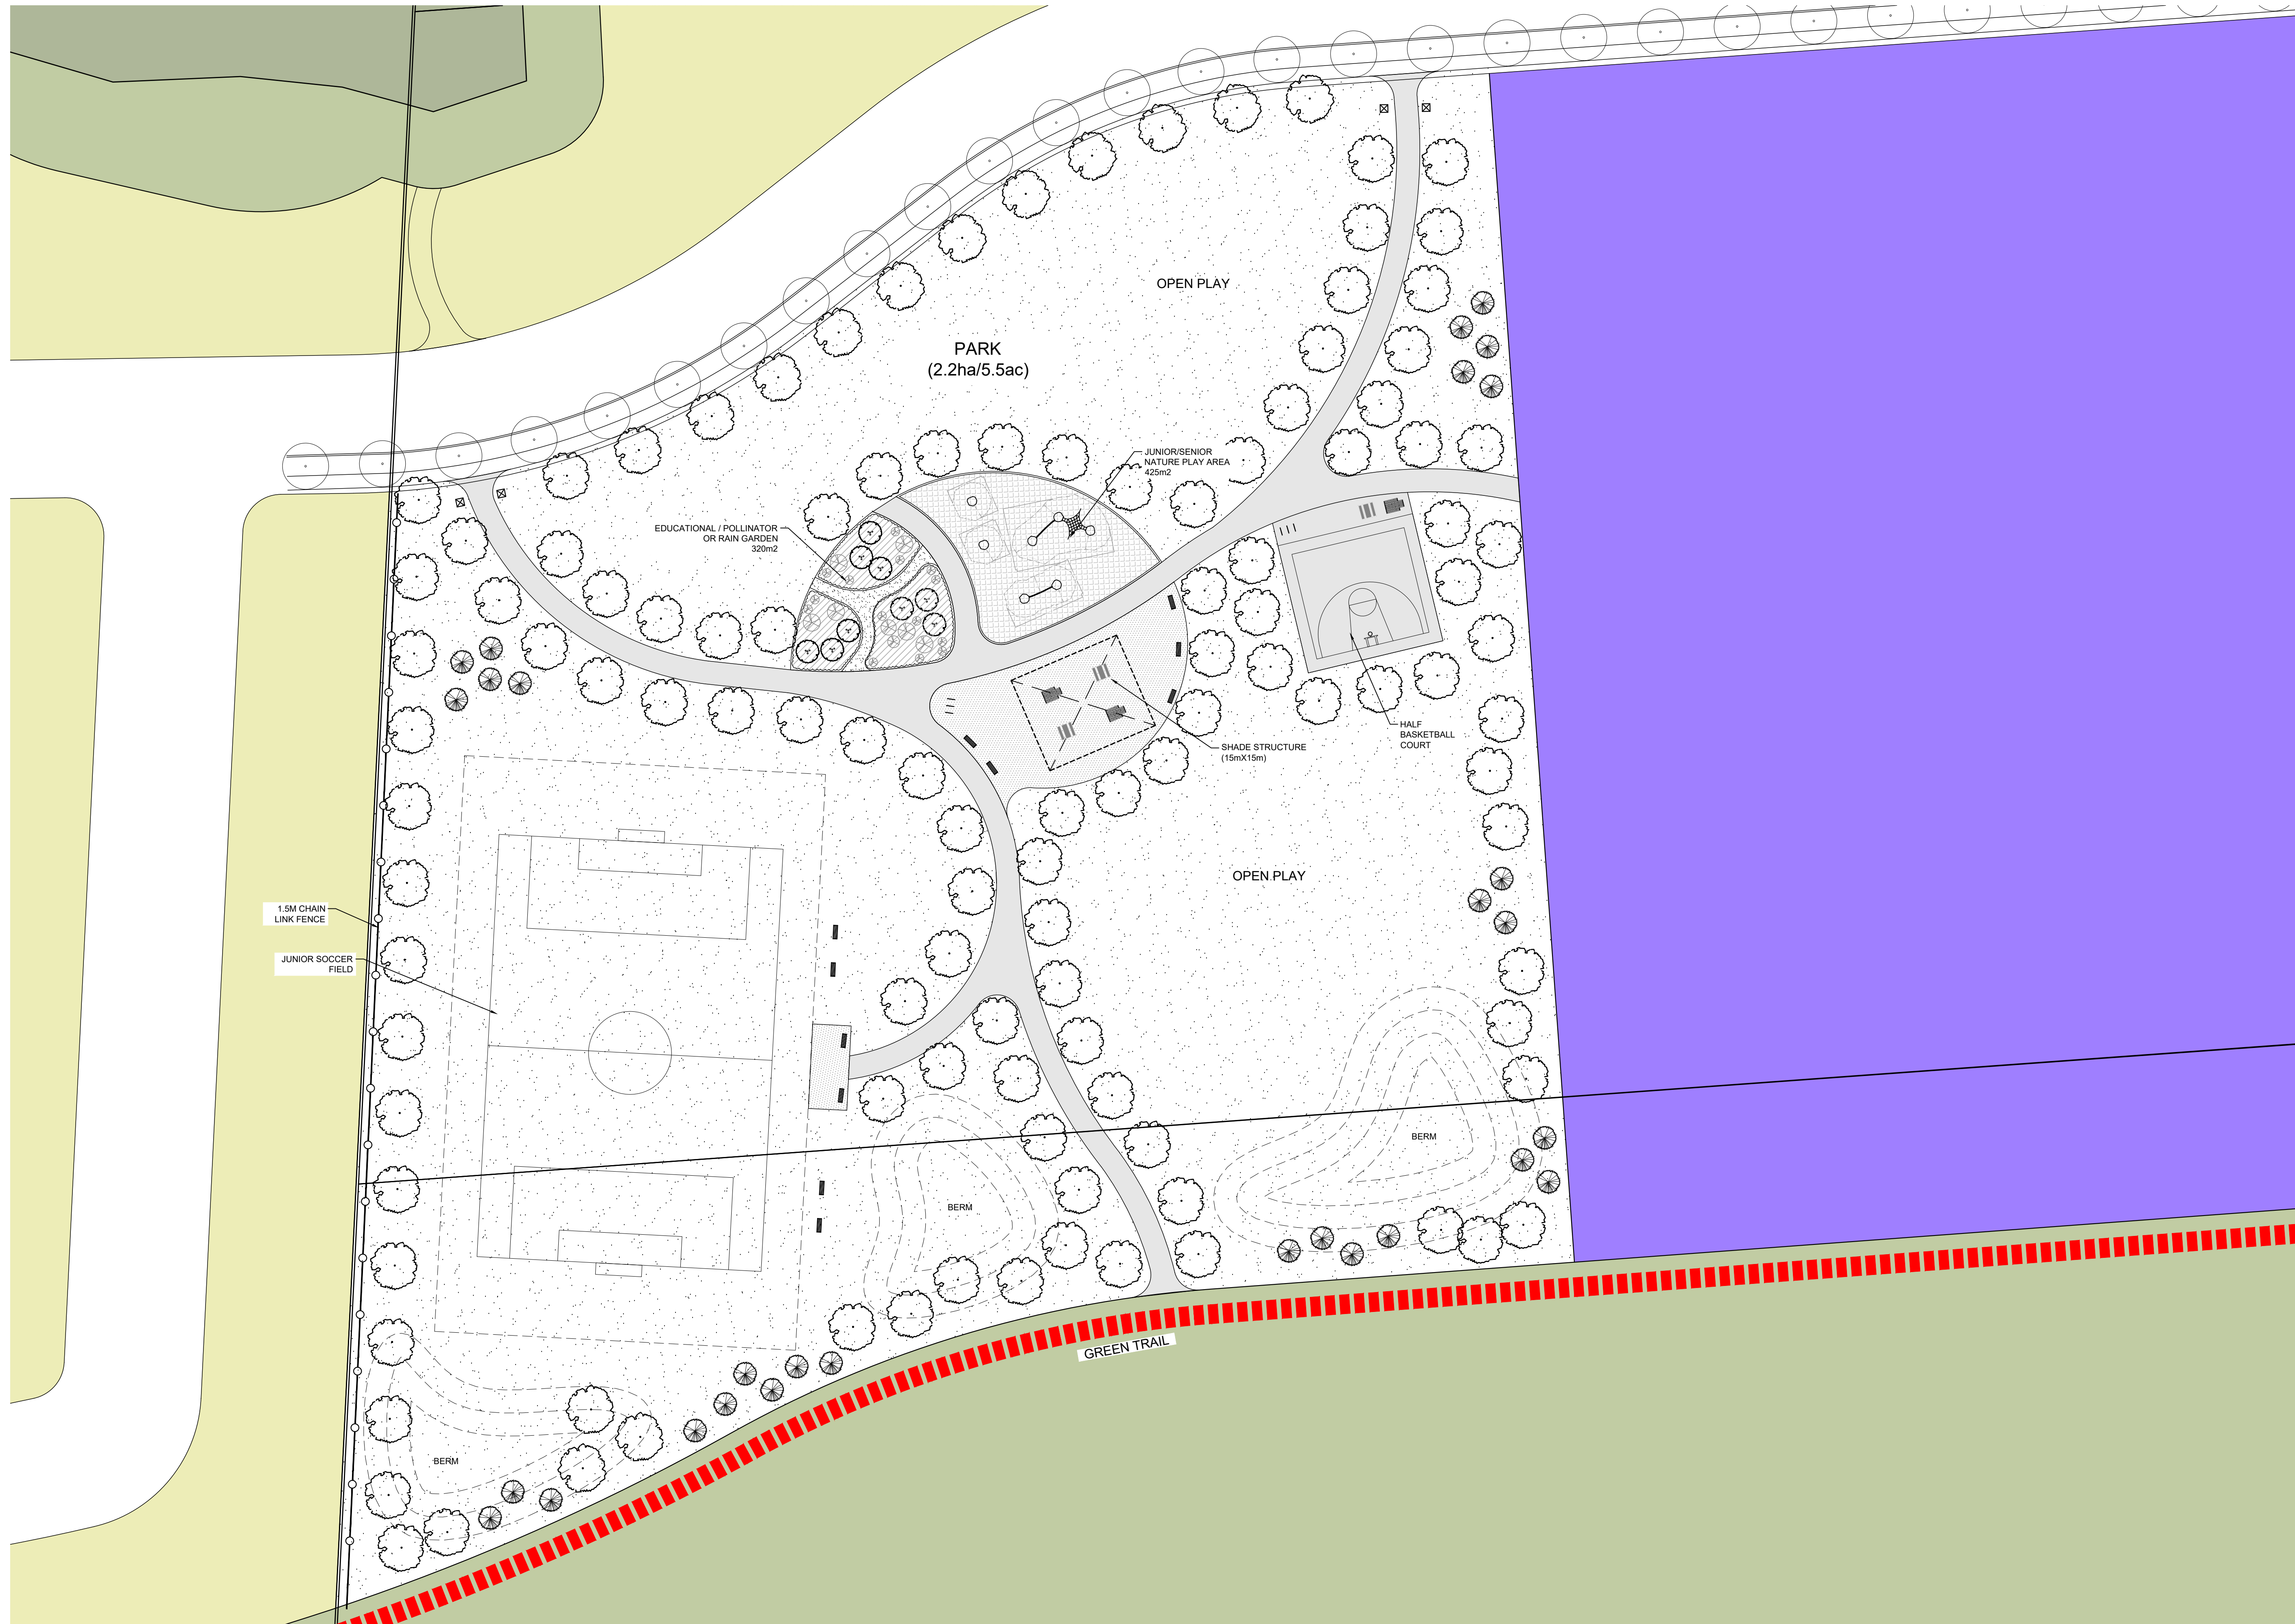 OPEN PLAY
PARK
(2.2ha/5.5ac)
JUNIOR/SENIOR
NATURE PLAY AREA
425m2
EDUCATIONAL / POLLINATOR
OR RAIN GARDEN
320m2
HALF
BASKETBALL
COURT
SHADE STRUCTURE
(15mX15m)
OPEN PLAY
1.5M CHAIN
LINK FENCE
JUNIOR SOCCER
FIELD
BERM
BERM
GREEN TRAIL
BERM